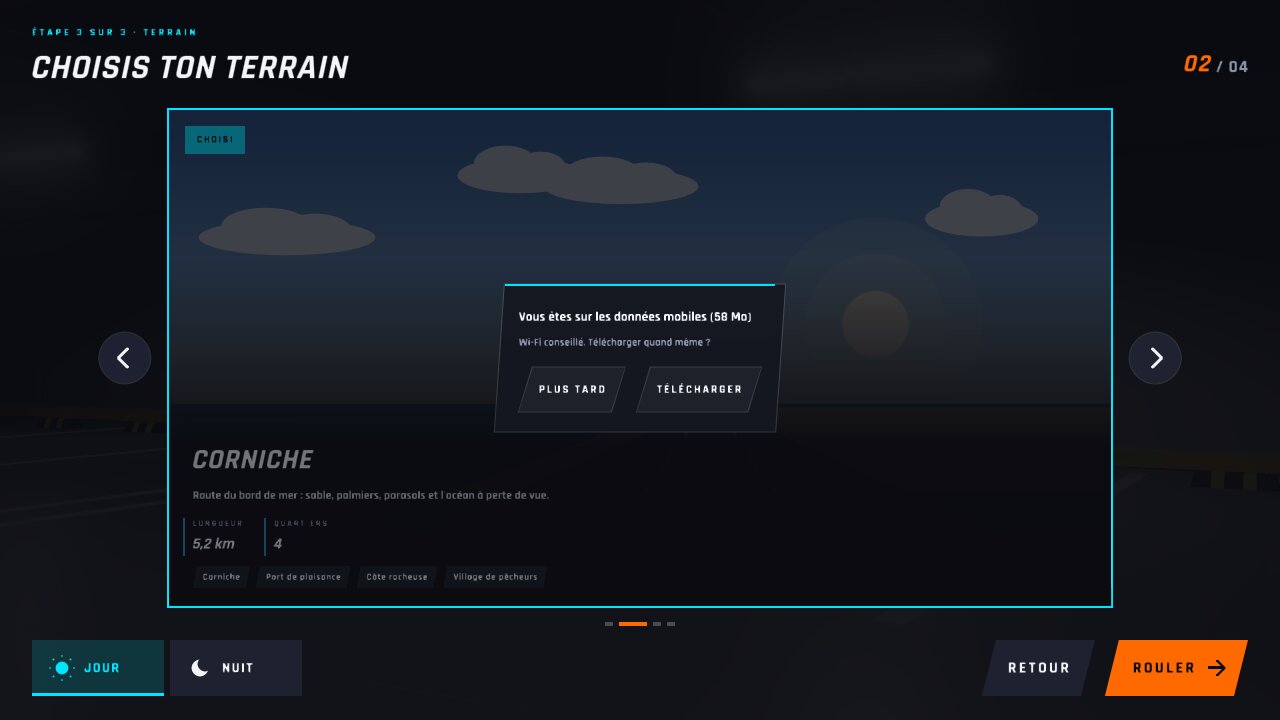 ÉTAPE 3 SUR 3 · TERRAIN
CHOISIS TON TERRAIN
02 / 04
CHOISI
Vous êtes sur les données mobiles (58 Mo)
Wi-Fi conseillé. Télécharger quand même ?
PLUS TARD
TÉLÉCHARGER
CORNICHE
Route du bord de mer : sable, palmiers, parasols et l'océan à perte de vue.
LONGUEUR
QUARTIERS
5,2 km
4
Corniche
Port de plaisance
Côte rocheuse
Village de pêcheurs
JOUR
NUIT
RETOUR
ROULER